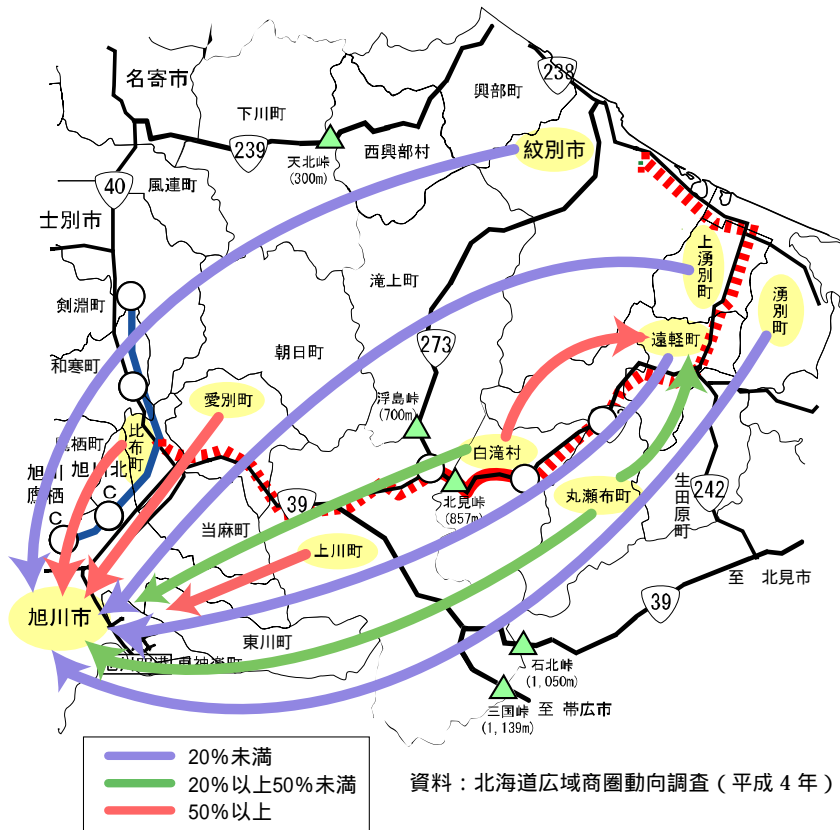 238
興部町
名寄市
下川町
239
天北峠
(300m)
西興部村
紋別市
40
風連町
士別市
上湧別町
滝上町
湧別町
剣淵町
遠軽町
朝日町
273
和寒町
愛別町
浮島峠
(700m)
比布町
白滝村
旭川
鷹栖
旭川北
北見峠
(857m)
丸瀬布町
生田原町
242
39
C
C
当麻町
上川町
至 北見市
39
旭川市
東川町
石北峠
(1,050m)
三国峠
(1,139m)
至 帯広市
20%未満
20%以上50%未満
50%以上
資料:北海道広域商圏動向調査(平成4年)